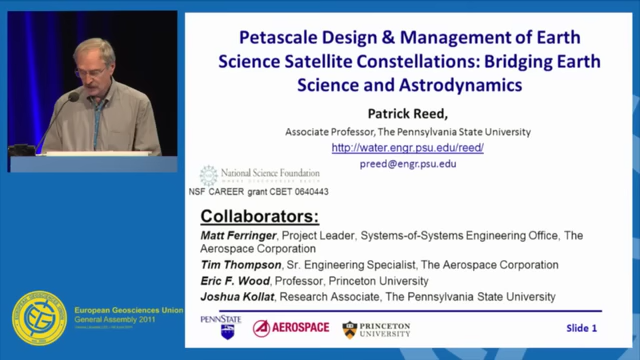 Petascale Design & Management of Earth
Science Satellite Constellations: Bridging Earth
Science and Astrodynamics
Patrick Reed,
Associate Professor, The Pennsylvania State University
http://water.engr.psu.edu/reed/
preed@engr.psu.edu
National Science Foundation
WHERE DISCOVERIES BEGIN
NSF CAREER grant CBET 0640443
Collaborators:
Matt Ferringer, Project Leader, Systems-of-Systems Engineering Office, The
Aerospace Corporation
Tim Thompson, Sr. Engineering Specialist, The Aerospace Corporation
Eric F. Wood, Professor, Princeton University
Joshua Kollat, Research Associate, The Pennsylvania State University
European Geosciences Union
General Assembly 2011
PENNSTATE
AEROSPACE
PRINCETON
UNIVERSITY
Slide 1